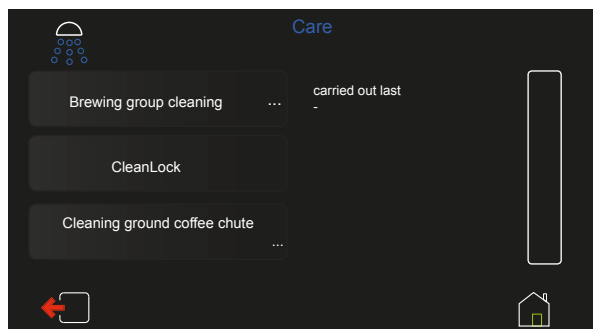 Care
Brewing group cleaning ...
carried out last
-
CleanLock
Cleaning ground coffee chute
...